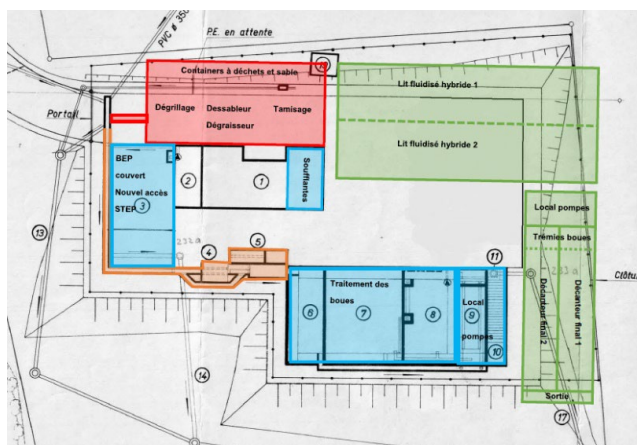 P.E. en attente
PVC ø 350
Containers à déchets et sable
12
Portail
Dégrillage
Dessableur
Dégraisseur
Tamisage
Lit fluidisé hybride 1
Lit fluidisé hybride 2
BEP
couvert
Nouvel accès
STEP
3
2
1
Soufflantes
Local pompes
Trémies boues
Décanteur final 2
Décanteur final 1
Sortie
13
232a
4
5
11
233a
Clôtu
Traitement des
boues
6
7
8
Local
pompes
9
10
14
17